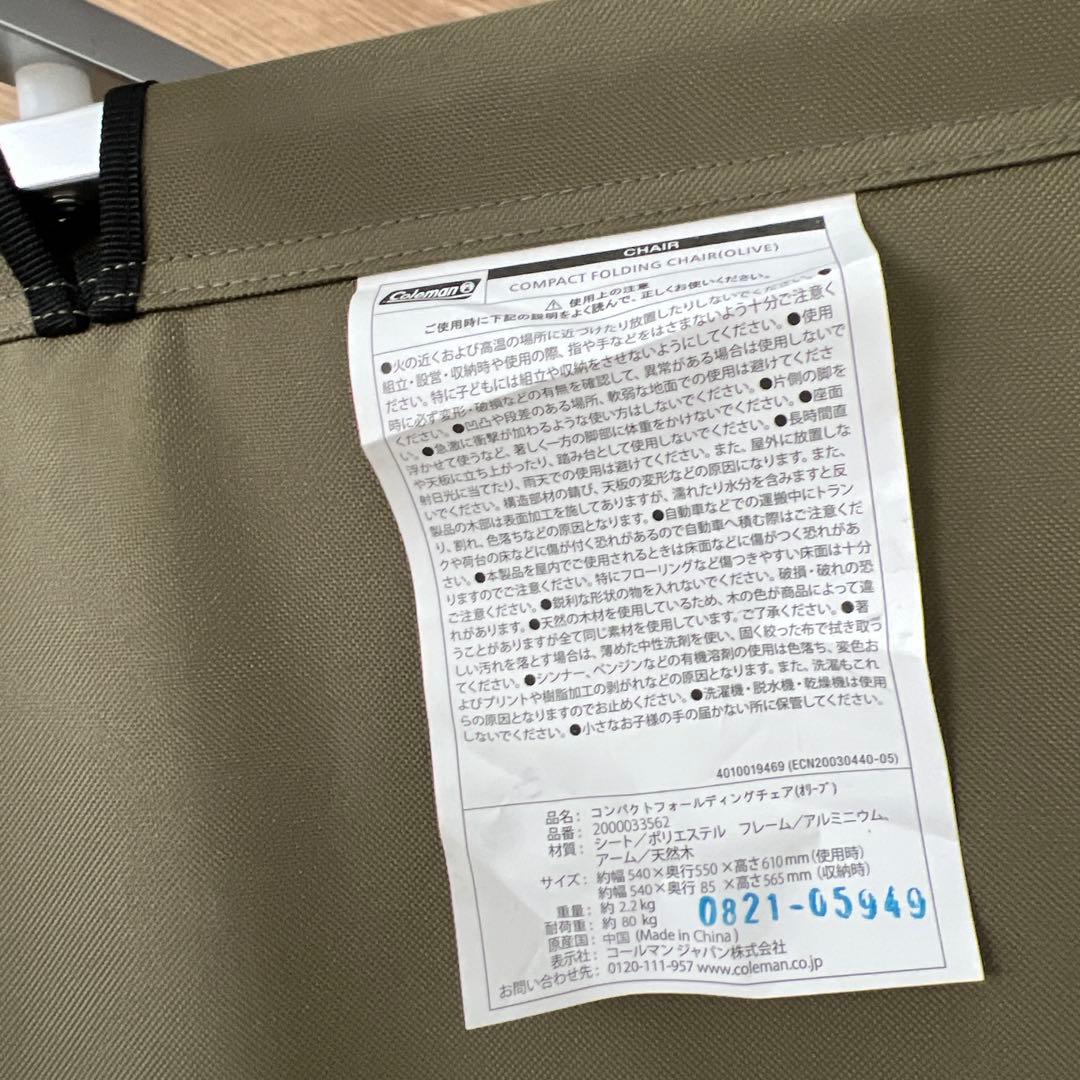 CHAIR
Coleman
COMPACT FOLDING CHAIR(OLIVE)
⚠ 使用上の注意
ご使用時に下記の説明をよく読んで、正しくお使いください。
●火の近くおよび高温の場所に近づけたり放置したりしないでください。●
組立・設営・収納時や使用の際、指や手などをはさまないよう十分ご注意く
ださい。特に子どもには組立や収納をさせないようにしてください。●使用
時に必ず変形・破損などの有無を確認して、異常がある場合は使用しないで
ください。●凹凸や段差のある場所、軟弱な地面での使用は避けてくださ
い。●急激に衝撃が加わるような使い方はしないでください。●片側の脚を
浮かせて使うなど、著しく一方の脚部に体重をかけないでください。●座面
や天板に立ち上がったり、踏み台として使用しないでください。●長時間直
射日光に当てたり、雨天での使用は避けてください。また、屋外に放置しな
いでください。構造部材の錆び、天板の変形などの原因になります。また、
製品の木部は表面加工を施してありますが、濡れたり水分を含みますと反
り、割れ、色落ちなどの原因となります。●自動車などでの運搬中にトラン
クや荷台の床などに傷が付く恐れがあるので自動車へ積む際はご注意くだ
さい。●本製品を屋内でご使用されるときは床面などに傷がつく恐れがあ
りますのでご注意ください。特にフローリングなど傷つきやすい床面は十分
ご注意ください。●鋭利な形状の物を入れないでください。破損・破れの恐
れがあります。●天然の木材を使用しているため、木の色が商品によって違
うことがありますが全て同じ素材を使用しています。ご了承ください。●著
しい汚れを落とす場合は、薄めた中性洗剤を使い、固く絞った布で拭き取っ
てください。●シンナー、ベンジンなどの有機溶剤の使用は色落ち、変色お
よびプリントや樹脂加工の剥がれなどの原因となります。また、洗濯もこれ
らの原因となりますのでお止めください。●洗濯機・脱水機・乾燥機は使用
しないでください。●小さなお子様の手の届かない所に保管してください。
4010019469 (ECN20030440-05)
品名： コンパクトフォールディングチェア(ｵﾘｰﾌﾞ)
品番： 2000033562
材質： シート／ポリエステル フレーム／アルミニウム、
アーム／天然木
サイズ： 約幅 540×奥行550 ×高さ610mm（使用時）
約幅 540×奥行 85 ×高さ565mm（収納時）
重量： 約 2.2kg
耐荷重： 約 80 kg
0821-05949
原産国： 中国 (Made in China)
表示社： コールマン ジャパン株式会社
お問い合わせ先： 0120-111-957 www.coleman.co.jp